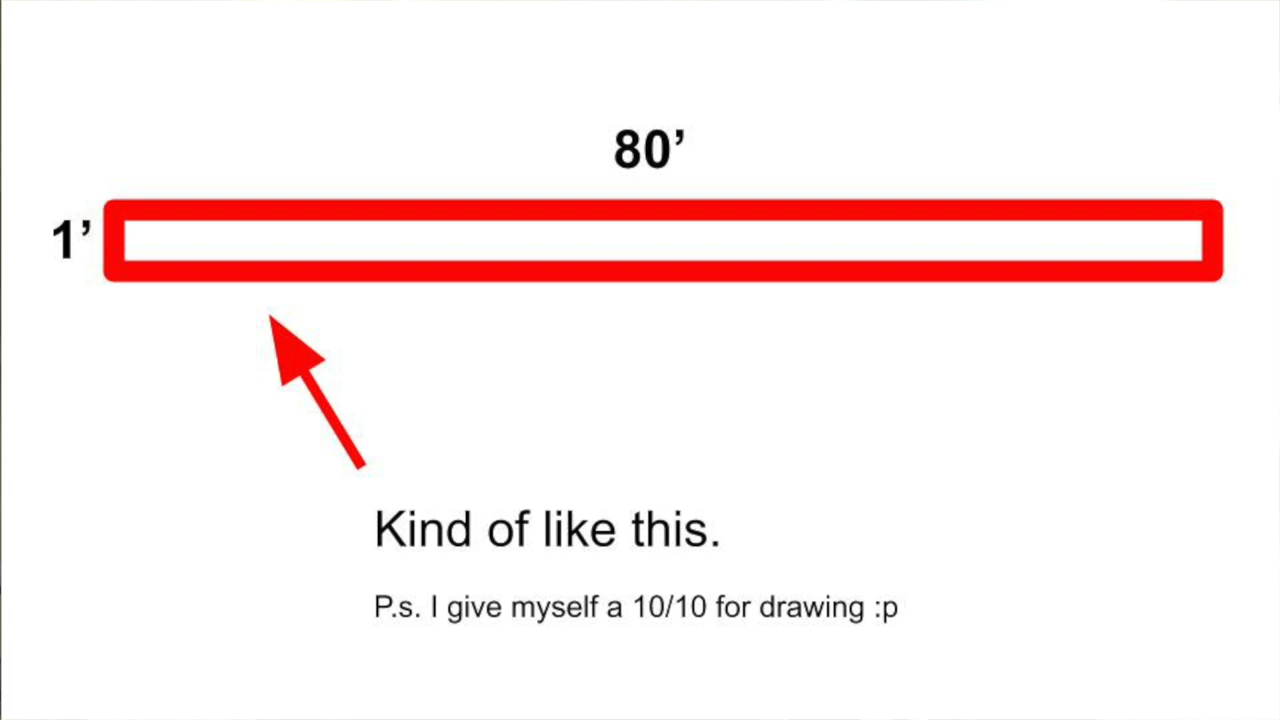 80’
1’
Kind of like this.
P.s. I give myself a 10/10 for drawing :p